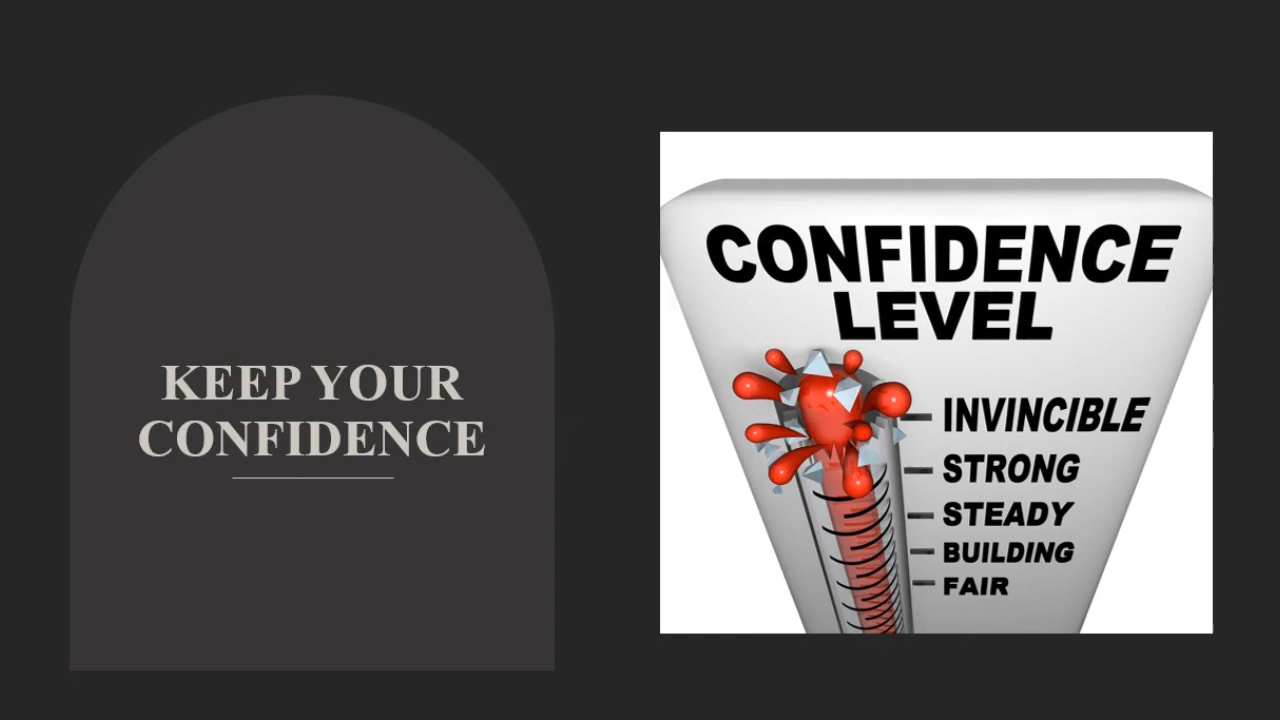 KEEP YOUR
CONFIDENCE
CONFIDENCE
LEVEL
INVINCIBLE
STRONG
STEADY
BUILDING
FAIR